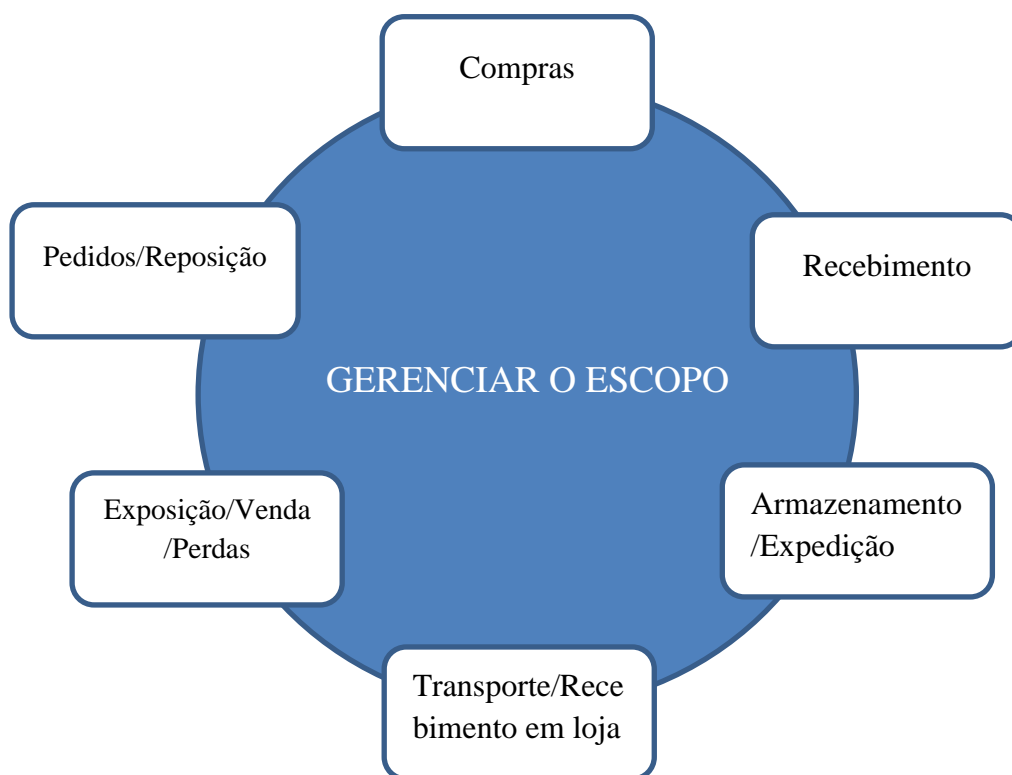 Compras
Pedidos/Reposição
Recebimento
GERENCIAR O ESCOPO
Exposição/Venda
/Perdas
Armazenamento
/Expedição
Transporte/Rece
bimento em loja